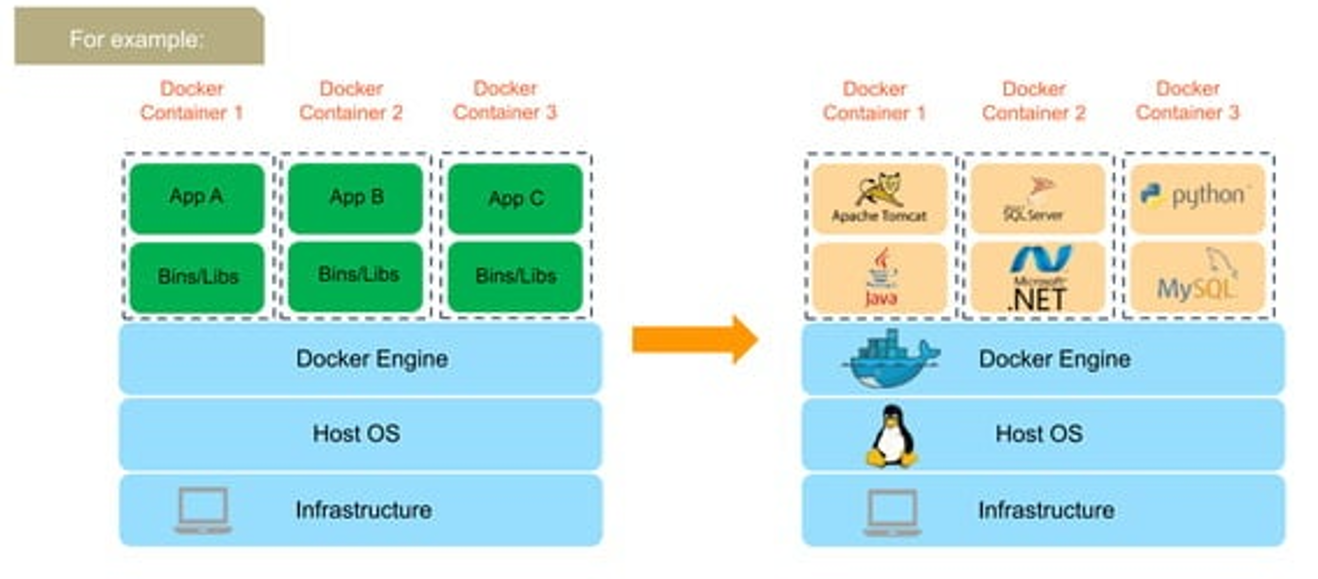 For example:
Docker
Container 1
Docker
Container 2
Docker
Container 3
App A
App B
App C
Bins/Libs
Bins/Libs
Bins/Libs
Docker Engine
Host OS
Infrastructure
Docker
Container 1
Docker
Container 2
Docker
Container 3
Apache Tomcat
SQL Server
python
Java
Microsoft
.NET
MySQL
Docker Engine
Host OS
Infrastructure